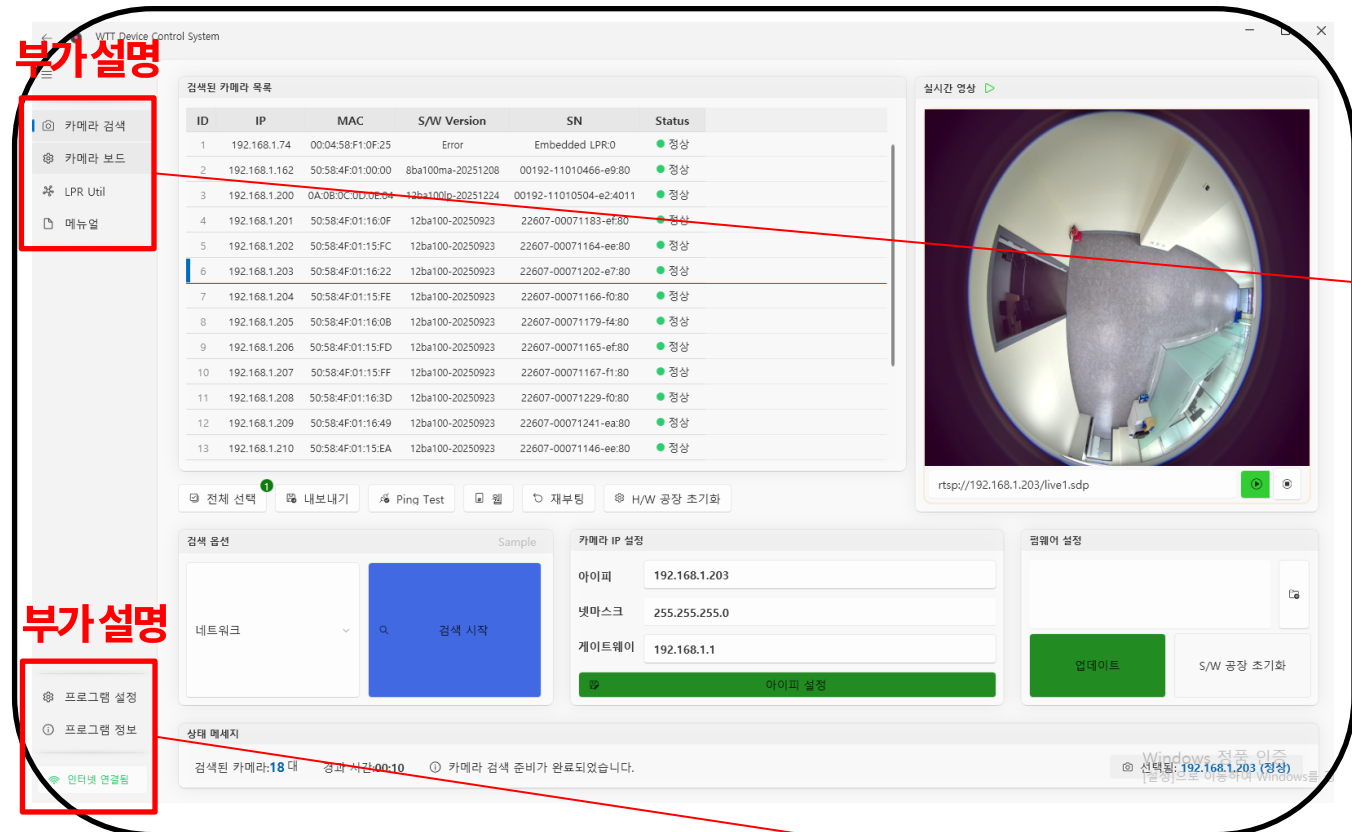 WTT Device Control System
부가 설명
검색된 카메라 목록
실시간 영상
카메라 검색
카메라 보드
LPR Util
메뉴얼
ID IP MAC S/W Version SN Status
1 192.168.1.74 00:04:58:F1:0F:25 Error Embedded LPR:0 정상
2 192.168.1.162 50:58:4F:01:00:00 8ba100ma-20251208 00192-11010466-e9:80 정상
3 192.168.1.200 0A:0B:0C:0D:0E:04 12ba100lp-20251224 00192-11010504-e2:4011 정상
4 192.168.1.201 50:58:4F:01:16:0F 12ba100-20250923 22607-00071183-ef:80 정상
5 192.168.1.202 50:58:4F:01:15:FC 12ba100-20250923 22607-00071164-ee:80 정상
6 192.168.1.203 50:58:4F:01:16:22 12ba100-20250923 22607-00071202-e7:80 정상
7 192.168.1.204 50:58:4F:01:15:FE 12ba100-20250923 22607-00071166-f0:80 정상
8 192.168.1.205 50:58:4F:01:16:0B 12ba100-20250923 22607-00071179-f4:80 정상
9 192.168.1.206 50:58:4F:01:15:FD 12ba100-20250923 22607-00071165-ef:80 정상
10 192.168.1.207 50:58:4F:01:15:FF 12ba100-20250923 22607-00071167-f1:80 정상
11 192.168.1.208 50:58:4F:01:16:3D 12ba100-20250923 22607-00071229-f0:80 정상
12 192.168.1.209 50:58:4F:01:16:49 12ba100-20250923 22607-00071241-ea:80 정상
13 192.168.1.210 50:58:4F:01:15:EA 12ba100-20250923 22607-00071146-ee:80 정상
rtsp://192.168.1.203/live1.sdp
전체 선택 1 내보내기 Ping Test 웹 재부팅 H/W 공장 초기화
검색 옵션 Sample
네트워크
검색 시작
카메라 IP 설정
아이피 192.168.1.203
넷마스크 255.255.255.0
게이트웨이 192.168.1.1
아이피 설정
펌웨어 설정
업데이트 S/W 공장 초기화
부가 설명
프로그램 설정
프로그램 정보
인터넷 연결됨
상태 메세지
검색된 카메라:18 대 경과 시간:00:10 카메라 검색 준비가 완료되었습니다.
선택됨: 192.168.1.203 (정상)
Windows 정품 인증
[설정]으로 이동하여 Windows를